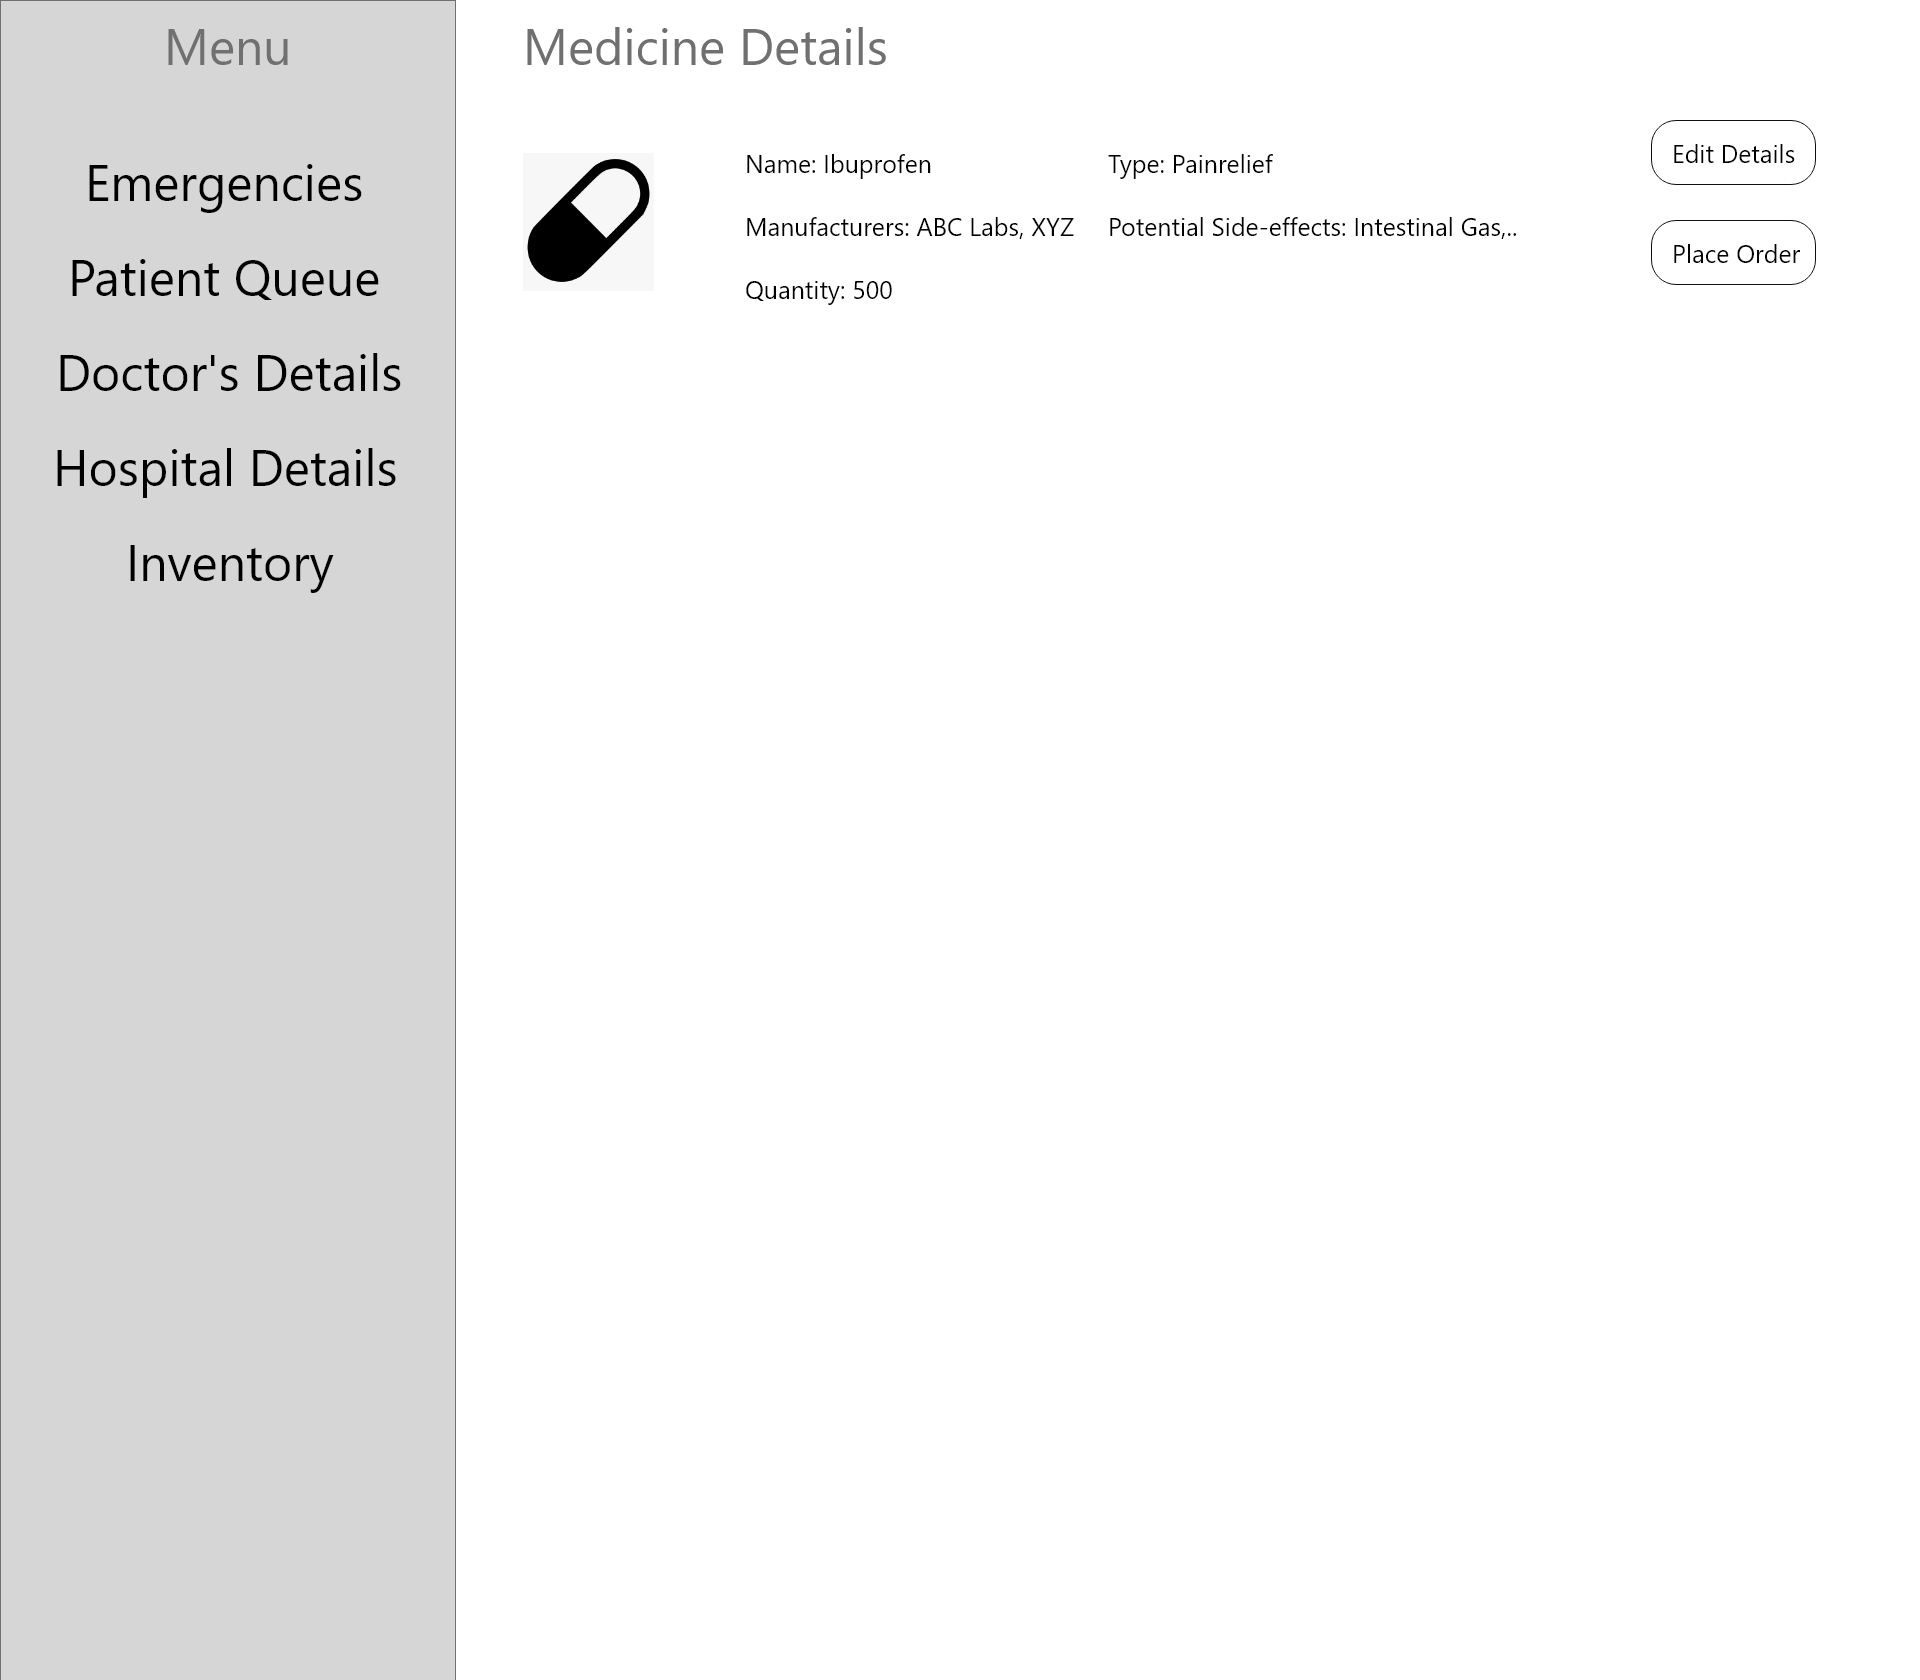 Menu
Emergencies
Patient Queue
Doctor's Details
Hospital Details
Inventory
Medicine Details
Name: Ibuprofen
Type: Painrelief
Manufacturers: ABC Labs, XYZ
Potential Side-effects: Intestinal Gas,..
Quantity: 500
Edit Details
Place Order